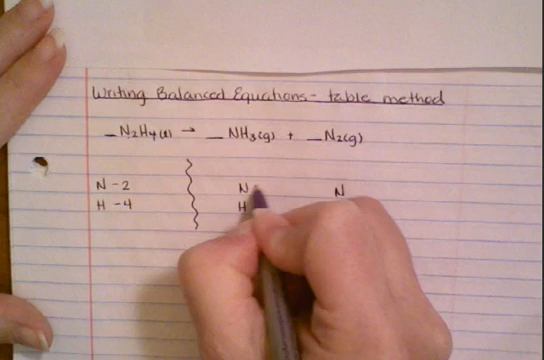 Writing Balanced Equations - table method
_N2H4(l) → _NH3(g) + _N2(g)
N - 2 N N
H - 4 H